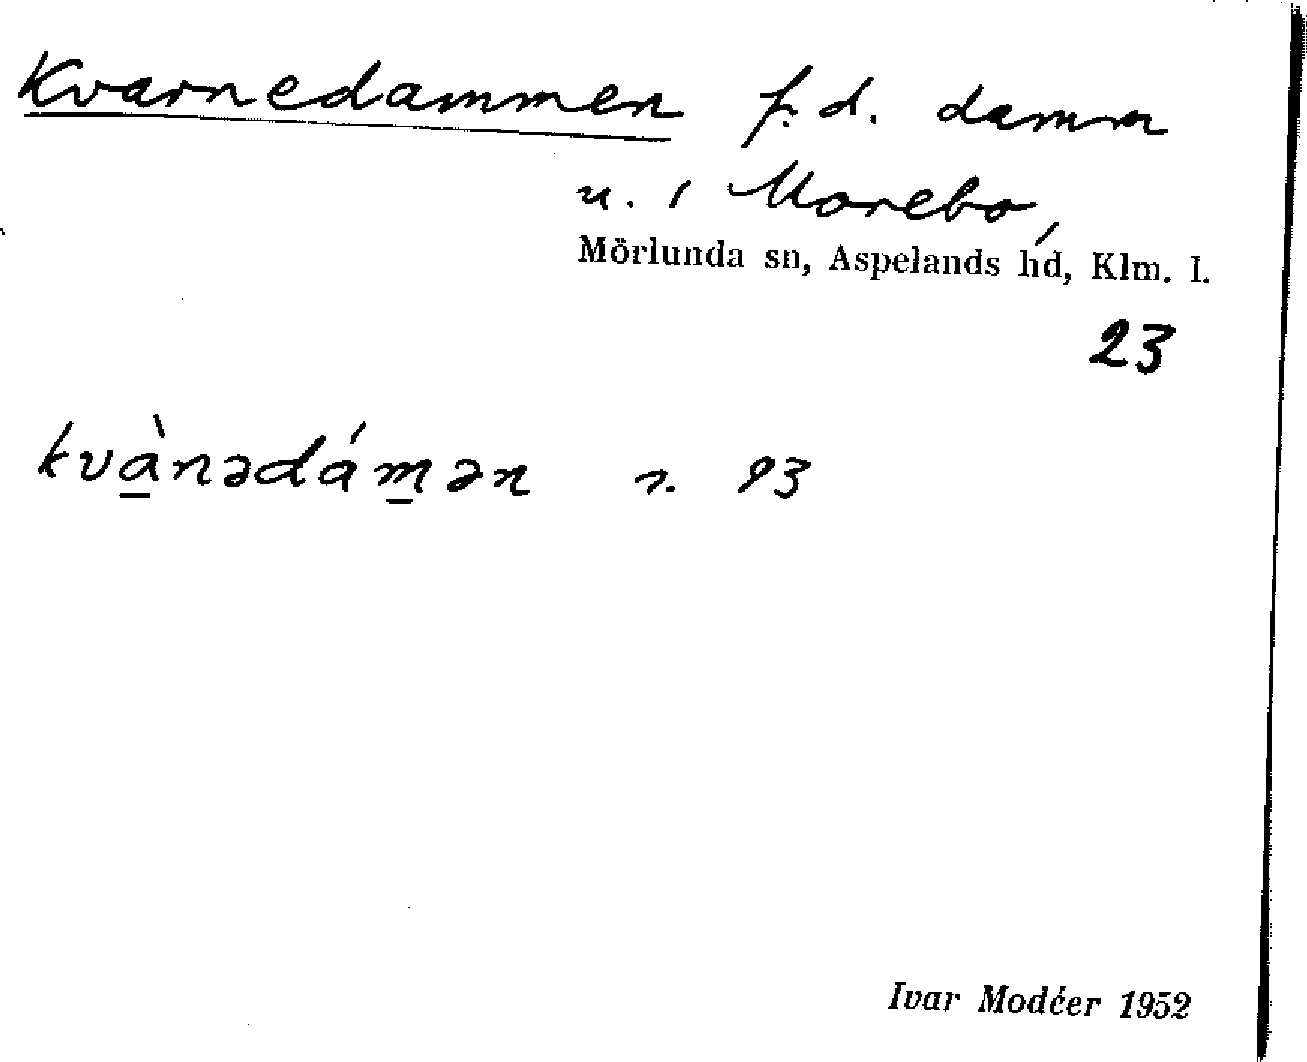 Kvarnedammen f.d. damm
u. i Morebo,
Mörlunda sn, Aspelands hd, Klm. l.
23
kvànədámən r. 93
Ivar Modéer 1952